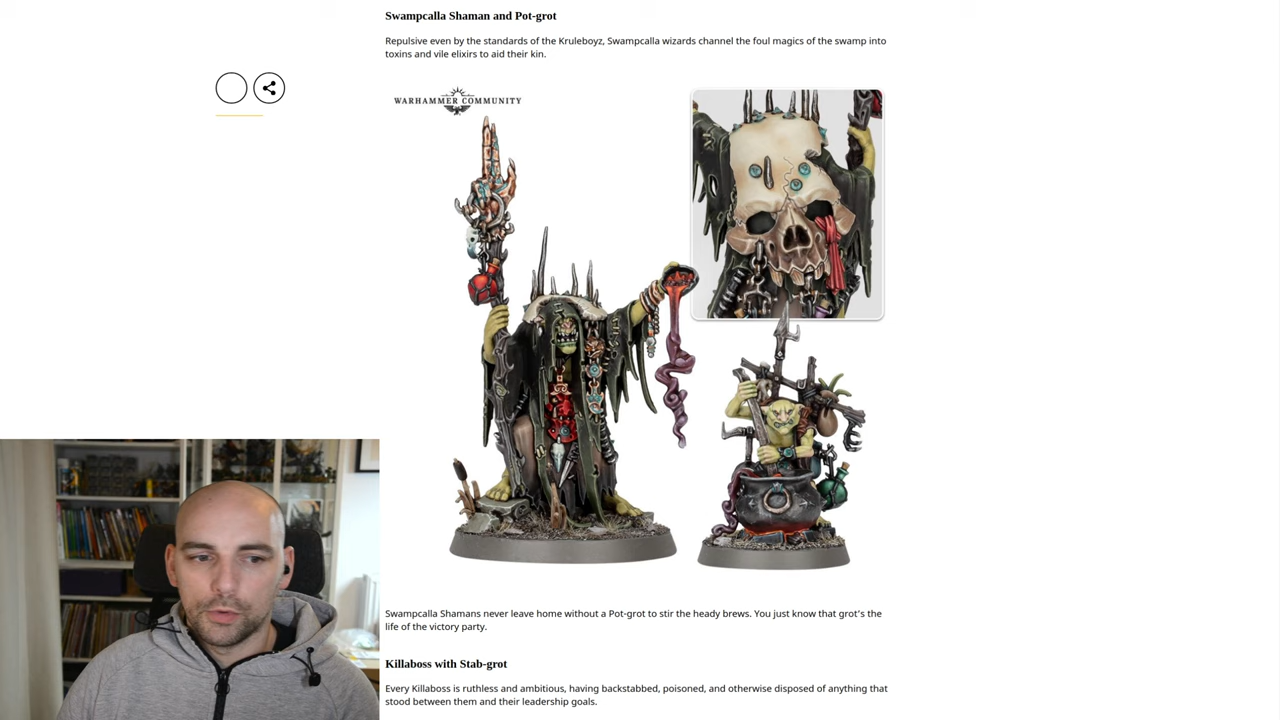 Swampcalla Shaman and Pot-grot
Repulsive even by the standards of the Kruleboyz, Swampcalla wizards channel the foul magics of the swamp into
toxins and vile elixirs to aid their kin.
WARHAMMER COMMUNITY
Swampcalla Shamans never leave home without a Pot-grot to stir the heady brews. You just know that grot's the
life of the victory party.
Killaboss with Stab-grot
Every Killaboss is ruthless and ambitious, having backstabbed, poisoned, and otherwise disposed of anything that
stood between them and their leadership goals.